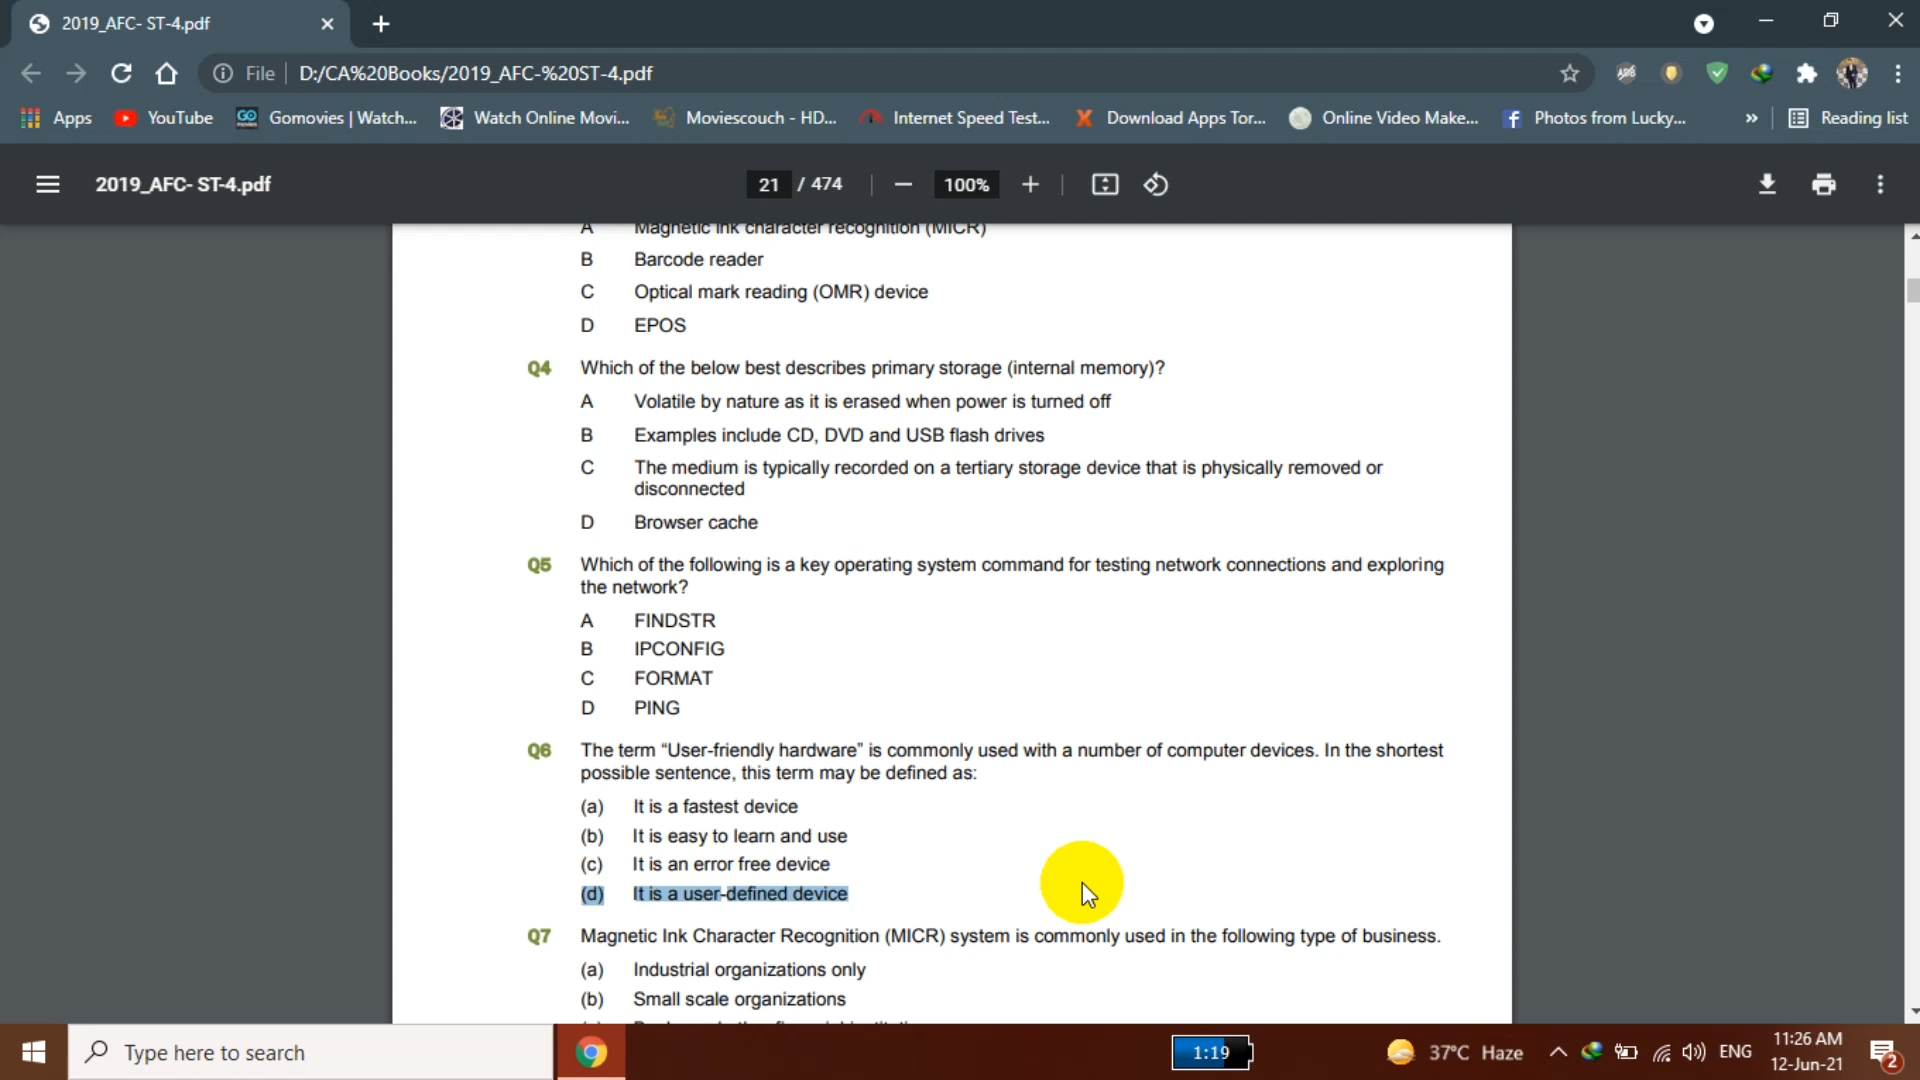 2019_AFC- ST-4.pdf
File
D:/CA%20Books/2019_AFC-%20ST-4.pdf
Apps
YouTube
Gomovies | Watch...
Watch Online Movi...
Moviescouch - HD...
Internet Speed Test...
Download Apps Tor...
Online Video Make...
Photos from Lucky...
»
Reading list
2019_AFC- ST-4.pdf
21 / 474
100%
A Magnetic ink character recognition (MICR)
B Barcode reader
C Optical mark reading (OMR) device
D EPOS
Q4 Which of the below best describes primary storage (internal memory)?
A Volatile by nature as it is erased when power is turned off
B Examples include CD, DVD and USB flash drives
C The medium is typically recorded on a tertiary storage device that is physically removed or
disconnected
D Browser cache
Q5 Which of the following is a key operating system command for testing network connections and exploring
the network?
A FINDSTR
B IPCONFIG
C FORMAT
D PING
Q6 The term “User-friendly hardware” is commonly used with a number of computer devices. In the shortest
possible sentence, this term may be defined as:
(a) It is a fastest device
(b) It is easy to learn and use
(c) It is an error free device
(d) It is a user-defined device
Q7 Magnetic Ink Character Recognition (MICR) system is commonly used in the following type of business.
(a) Industrial organizations only
(b) Small scale organizations
Type here to search
1:19
37°C Haze
ENG
11:26 AM
12-Jun-21
2